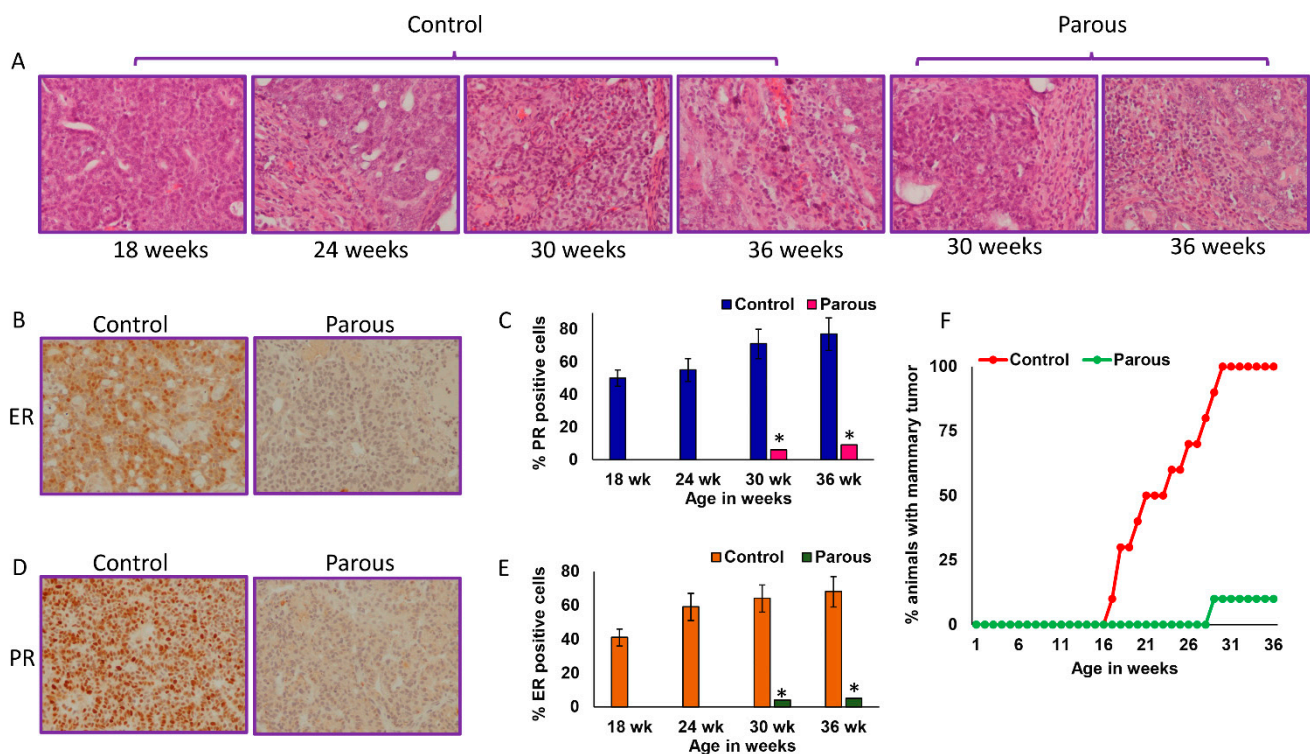 Control Parous
A
18 weeks 24 weeks 30 weeks 36 weeks 30 weeks 36 weeks
B Control Parous
ER
C Control Parous
% PR positive cells
80
60
40
20
0
* *
18 wk 24 wk 30 wk 36 wk
Age in weeks
D Control Parous
PR
E Control Parous
% ER positive cells
80
60
40
20
0
* *
18 wk 24 wk 30 wk 36 wk
Age in weeks
F
Control Parous
% animals with mammary tumor
100
75
50
25
0
1 6 11 16 21 26 31 36
Age in weeks